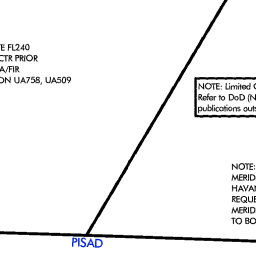 E FL240
CTR PRIOR
A/FIR
ON UA758, UA509
NOTE: Limited
Refer to DoD (N
publications outs
NOTE:
MERID
HAVAN
REQUE
MERID
TO BO
PISAD